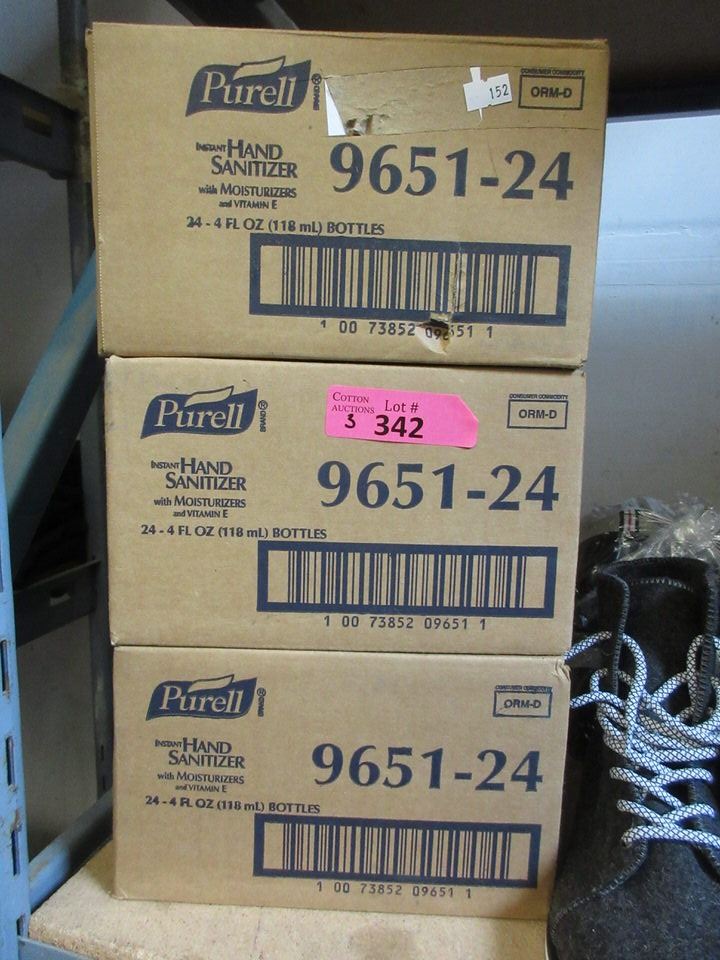 Purell
BRAND
®
152
CONSUMER COMMODITY
ORM-D
INSTANT HAND
SANITIZER
with MOISTURIZERS
and VITAMIN E
9651-24
24 - 4 FL OZ (118 mL) BOTTLES
1 00 73852 09651 1
Purell
BRAND
®
COTTON
AUCTIONS
Lot #
3 342
CONSUMER COMMODITY
ORM-D
INSTANT HAND
SANITIZER
with MOISTURIZERS
and VITAMIN E
9651-24
24 - 4 FL OZ (118 mL) BOTTLES
1 00 73852 09651 1
Purell
BRAND
®
CONSUMER COMMODITY
ORM-D
INSTANT HAND
SANITIZER
with MOISTURIZERS
and VITAMIN E
9651-24
24 - 4 FL OZ (118 mL) BOTTLES
1 00 73852 09651 1